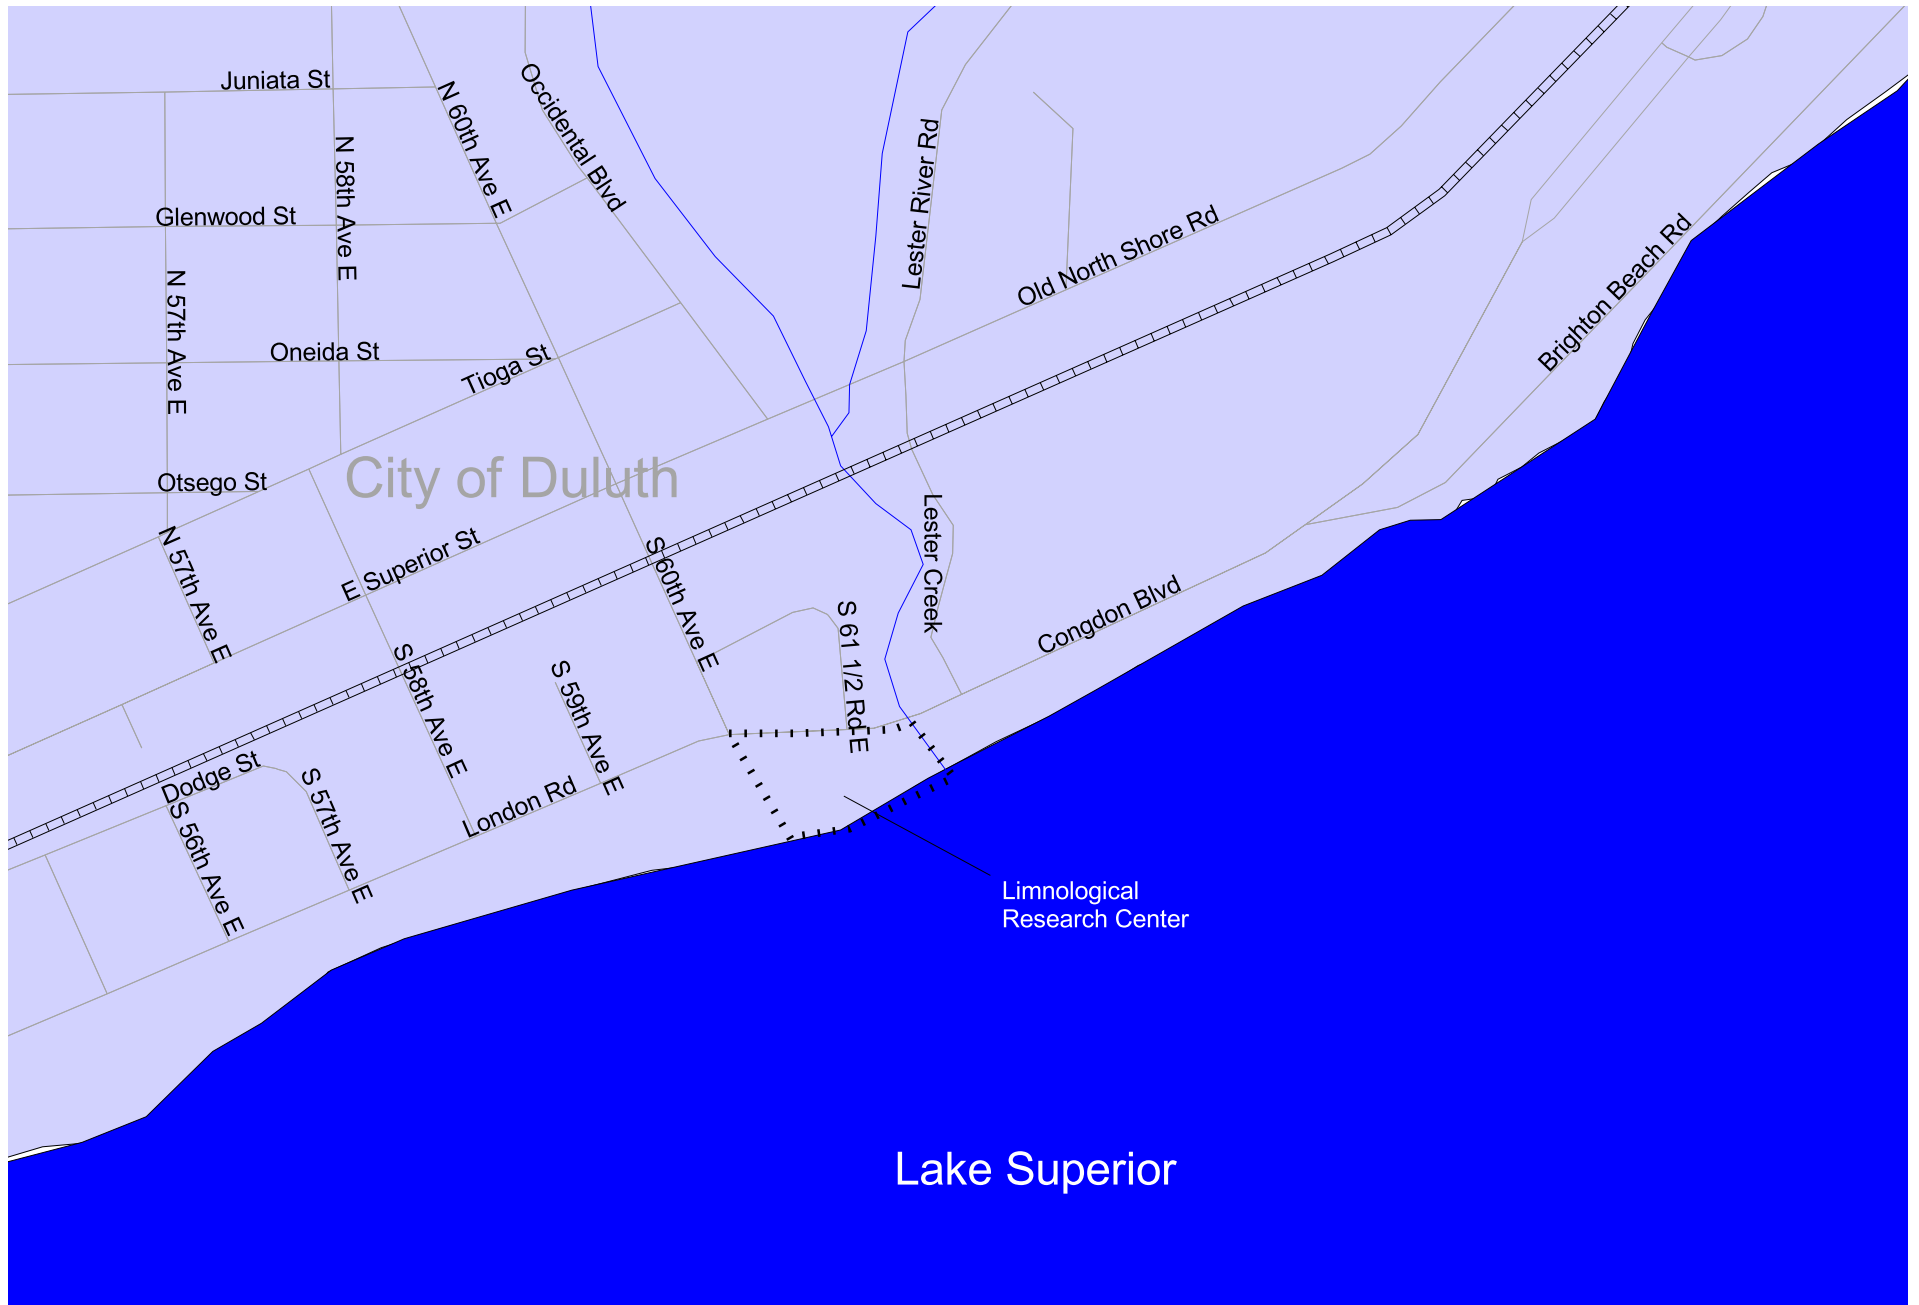 Juniata St
N 60th Ave E
Occidental Blvd
N 58th Ave E
Lester River Rd
Glenwood St
Old North Shore Rd
Brighton Beach Rd
N 57th Ave E
Oneida St
Tioga St
City of Duluth
Otsego St
Lester Creek
N 57th Ave E
E Superior St
S 60th Ave E
Congdon Blvd
S 61 1/2 Rd E
S 58th Ave E
S 59th Ave E
Dodge St
S 57th Ave E
London Rd
S 56th Ave E
Limnological
Research Center
Lake Superior